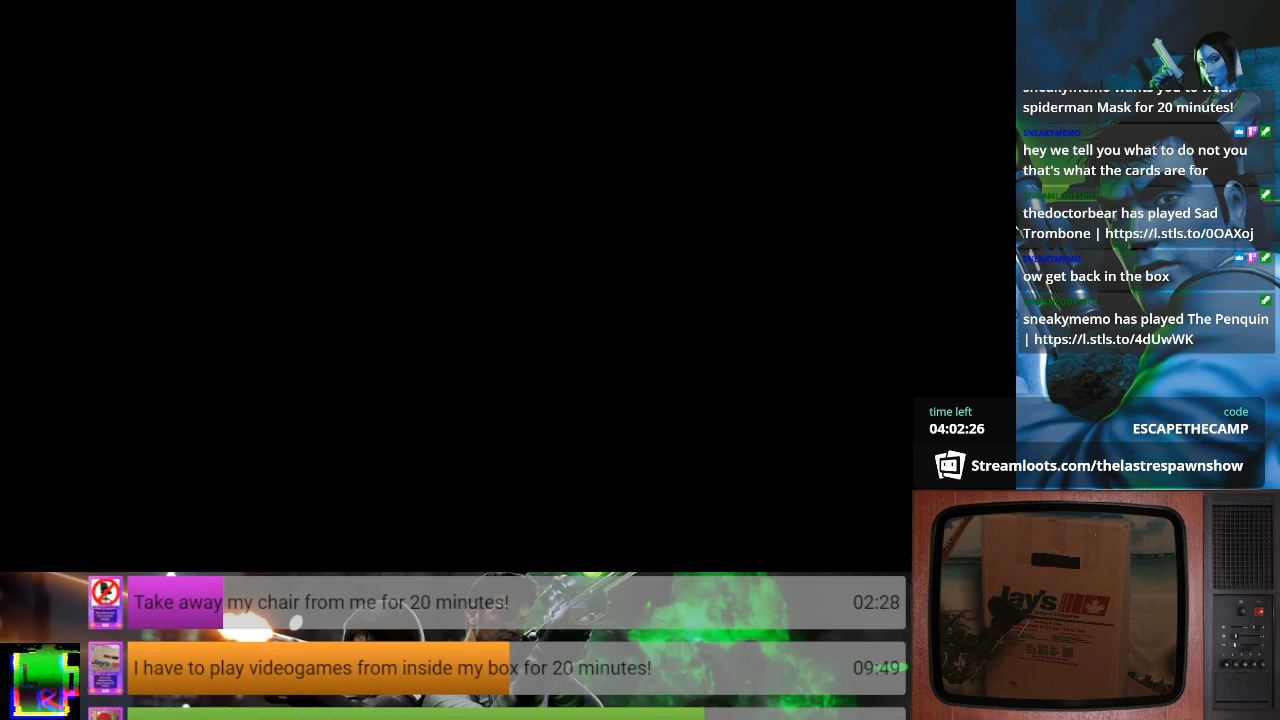 spiderman Mask for 20 minutes!
SNEAKYMEMO
hey we tell you what to do not you
that's what the cards are for
thedoctorbear has played Sad
Trombone | https://l.stls.to/0OAXoj
SNEAKYMEMO
ow get back in the box
sneakymemo has played The Penquin
| https://l.stls.to/4dUwWK
time left
code
04:02:26
ESCAPETHECAMP
Streamloots.com/thelastrespawnshow
Jay's
Take away my chair from me for 20 minutes!
02:28
I have to play videogames from inside my box for 20 minutes!
09:49